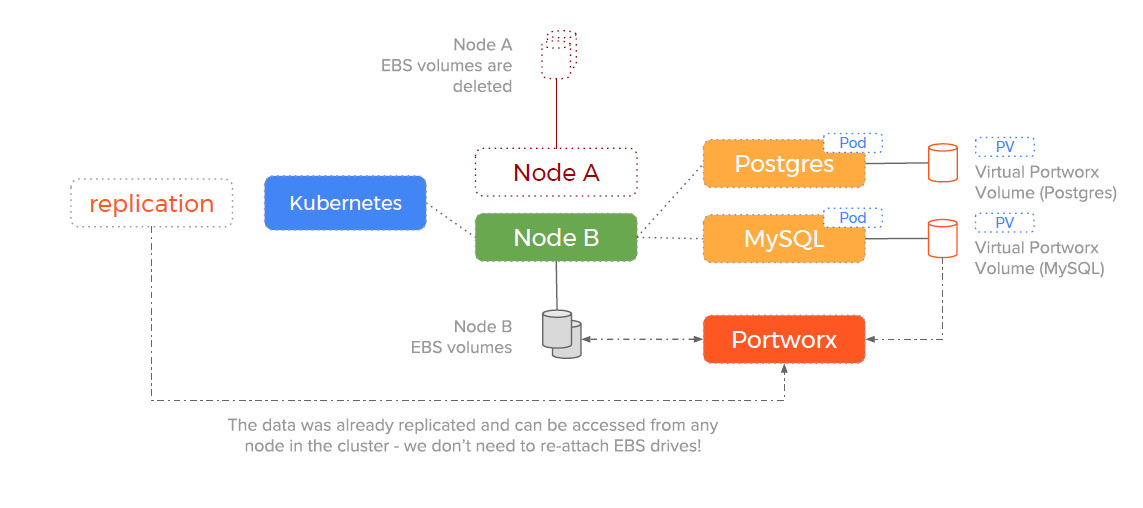 Node A
EBS volumes are
deleted
Node A
Postgres
Pod
PV
Virtual Portworx
Volume (Postgres)
replication
Kubernetes
Node B
MySQL
Pod
PV
Virtual Portworx
Volume (MySQL)
Node B
EBS volumes
Portworx
The data was already replicated and can be accessed from any
node in the cluster - we don't need to re-attach EBS drives!